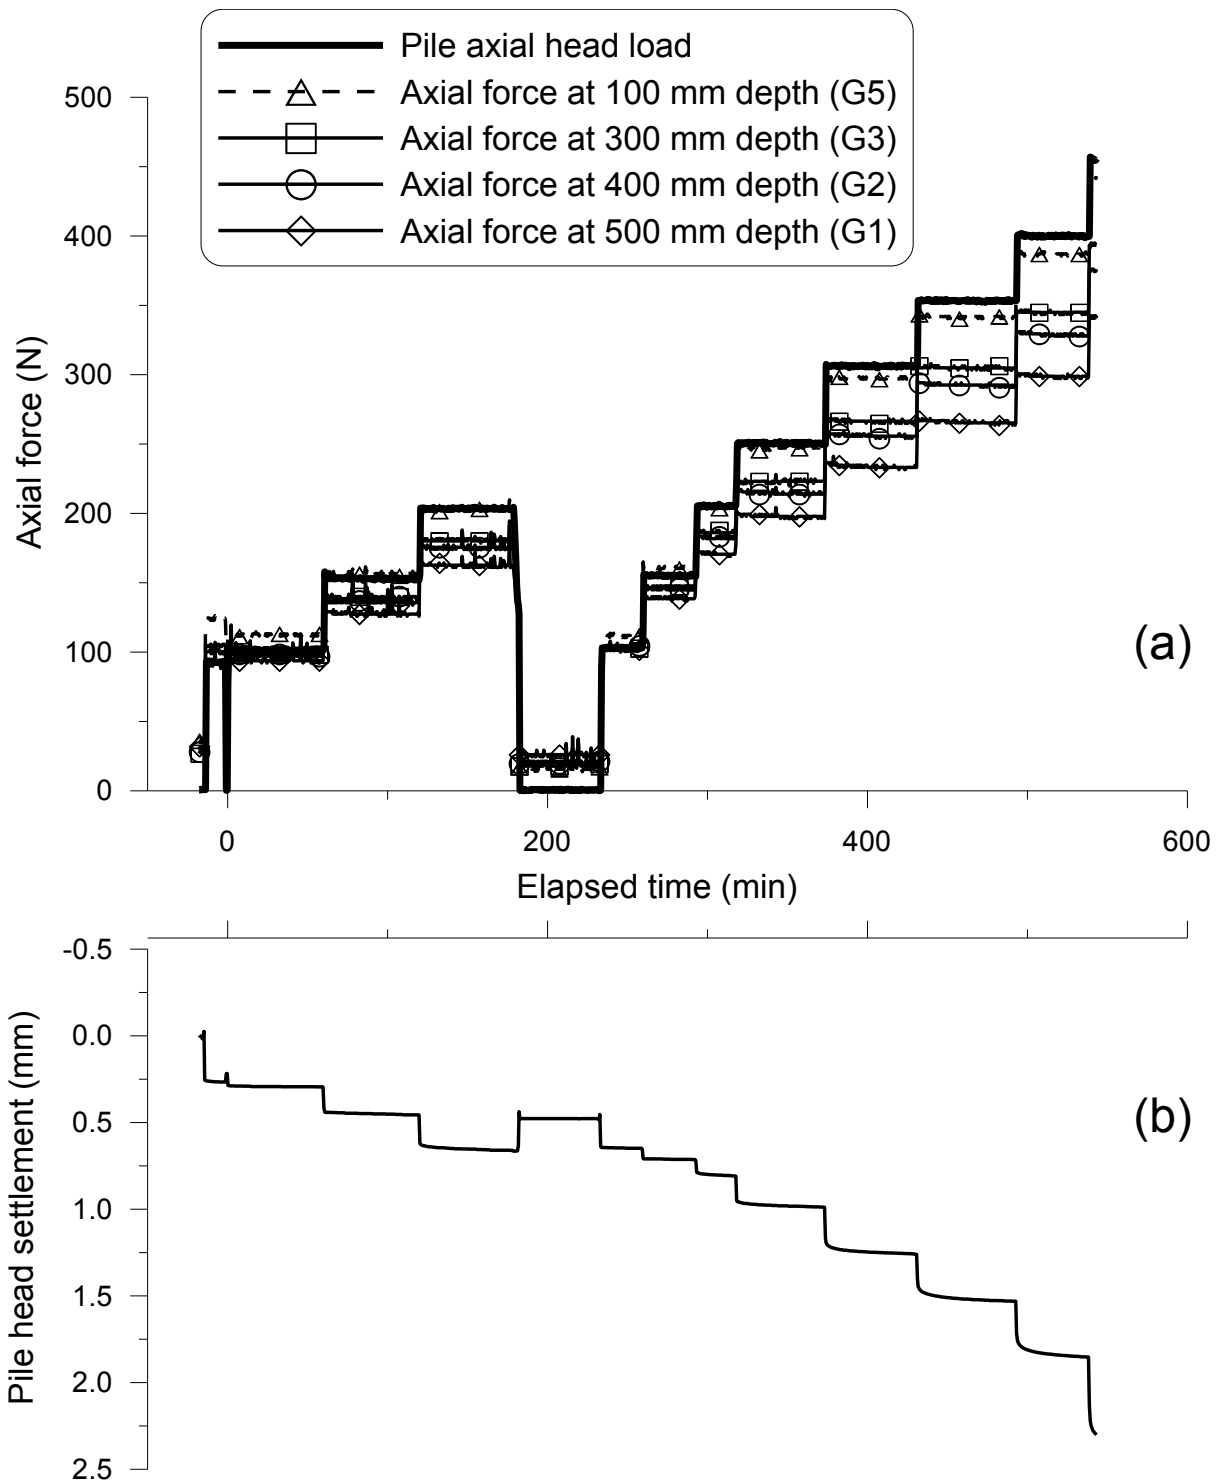 Pile axial head load
Axial force at 100 mm depth (G5)
Axial force at 300 mm depth (G3)
Axial force at 400 mm depth (G2)
Axial force at 500 mm depth (G1)
500
400
300
200
100
0
Axial force (N)
(a)
0 200 400 600
Elapsed time (min)
-0.5
0.0
0.5
1.0
1.5
2.0
2.5
Pile head settlement (mm)
(b)